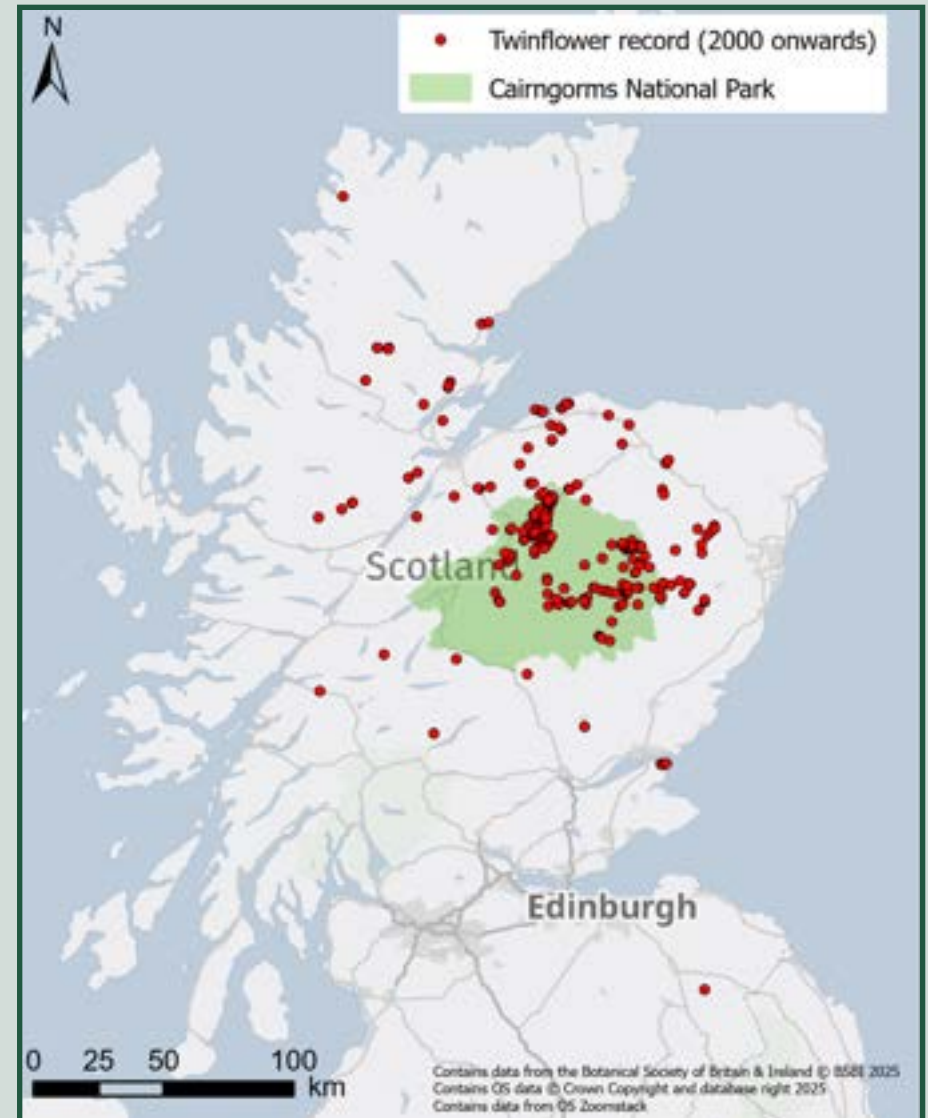 N
Twinflower record (2000 onwards)
Cairngorms National Park
Scotland
Edinburgh
0 25 50 100
km
Contains data from the Botanical Society of Britain & Ireland © BSBI 2025
Contains OS data © Crown Copyright and database right 2025
Contains data from OS Zoomstack